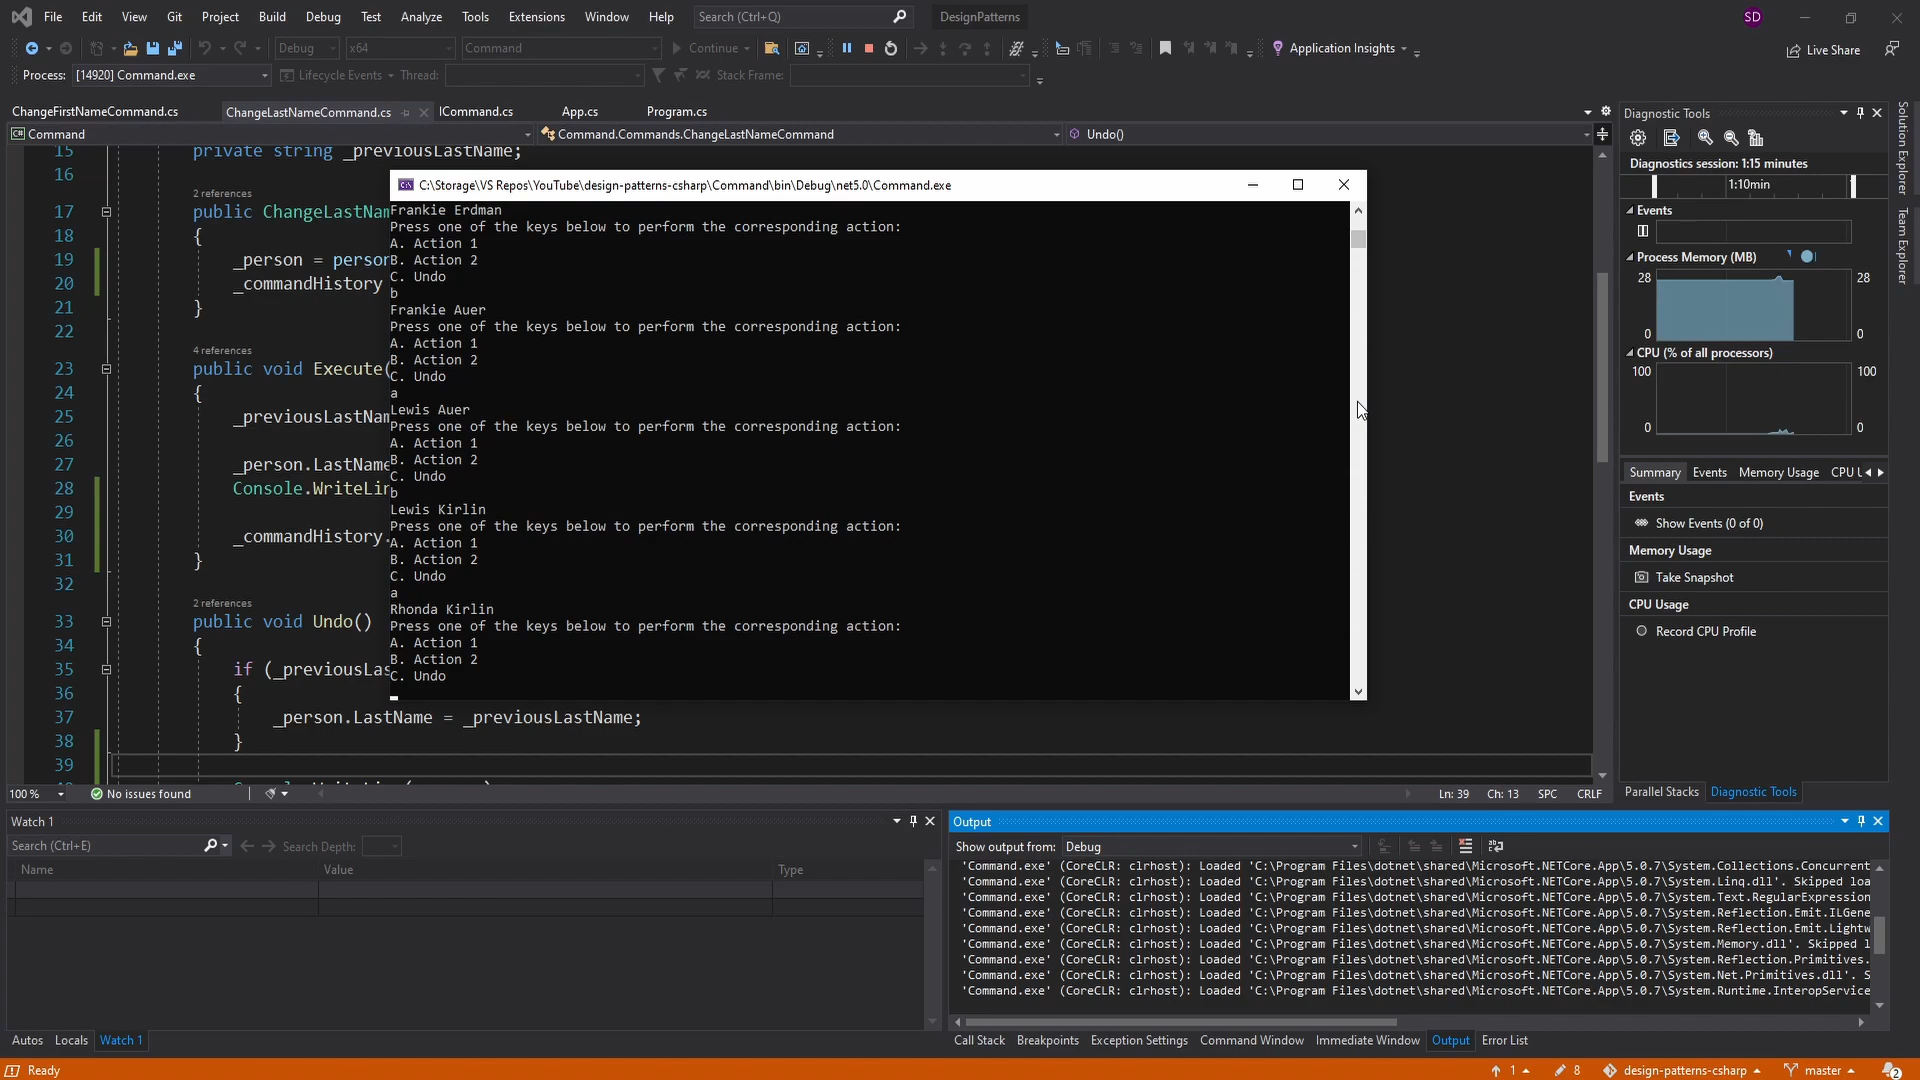 File Edit View Git Project Build Debug Test Analyze Tools Extensions Window Help Search (Ctrl+Q) DesignPatterns SD
Debug x64 Command Continue Application Insights Live Share
Process: [14920] Command.exe Lifecycle Events Thread: Stack Frame:
ChangeFirstNameCommand.cs ChangeLastNameCommand.cs ICommand.cs App.cs Program.cs
Command Command.Commands.ChangeLastNameCommand Undo()
15 private string _previousLastName;
16
2 references
17 public ChangeLastNam
18 {
19 _person = person
20 _commandHistory
21 }
22
4 references
23 public void Execute(
24 {
25 _previousLastNam
26
27 _person.LastName
28 Console.WriteLin
29
30 _commandHistory.
31 }
32
2 references
33 public void Undo()
34 {
35 if (_previousLas
36 {
37 _person.LastName = _previousLastName;
38 }
39
C:\Storage\VS Repos\YouTube\design-patterns-csharp\Command\bin\Debug\net5.0\Command.exe
Frankie Erdman
Press one of the keys below to perform the corresponding action:
A. Action 1
B. Action 2
C. Undo
b
Frankie Auer
Press one of the keys below to perform the corresponding action:
A. Action 1
B. Action 2
C. Undo
a
Lewis Auer
Press one of the keys below to perform the corresponding action:
A. Action 1
B. Action 2
C. Undo
b
Lewis Kirlin
Press one of the keys below to perform the corresponding action:
A. Action 1
B. Action 2
C. Undo
a
Rhonda Kirlin
Press one of the keys below to perform the corresponding action:
A. Action 1
B. Action 2
C. Undo
100 % No issues found Ln: 39 Ch: 13 SPC CRLF
Diagnostic Tools
Diagnostics session: 1:15 minutes
1:10min
Events
Process Memory (MB)
28 28
0 0
CPU (% of all processors)
100 100
0 0
Summary Events Memory Usage CPU U
Events
Show Events (0 of 0)
Memory Usage
Take Snapshot
CPU Usage
Record CPU Profile
Parallel Stacks Diagnostic Tools
Solution Explorer
Team Explorer
Watch 1
Search (Ctrl+E) Search Depth:
Name Value Type
Autos Locals Watch 1
Output
Show output from: Debug
'Command.exe' (CoreCLR: clrhost): Loaded 'C:\Program Files\dotnet\shared\Microsoft.NETCore.App\5.0.7\System.Collections.Concurrent
'Command.exe' (CoreCLR: clrhost): Loaded 'C:\Program Files\dotnet\shared\Microsoft.NETCore.App\5.0.7\System.Linq.dll'. Skipped loa
'Command.exe' (CoreCLR: clrhost): Loaded 'C:\Program Files\dotnet\shared\Microsoft.NETCore.App\5.0.7\System.Text.RegularExpression
'Command.exe' (CoreCLR: clrhost): Loaded 'C:\Program Files\dotnet\shared\Microsoft.NETCore.App\5.0.7\System.Reflection.Emit.ILGene
'Command.exe' (CoreCLR: clrhost): Loaded 'C:\Program Files\dotnet\shared\Microsoft.NETCore.App\5.0.7\System.Reflection.Emit.Lightw
'Command.exe' (CoreCLR: clrhost): Loaded 'C:\Program Files\dotnet\shared\Microsoft.NETCore.App\5.0.7\System.Memory.dll'. Skipped l
'Command.exe' (CoreCLR: clrhost): Loaded 'C:\Program Files\dotnet\shared\Microsoft.NETCore.App\5.0.7\System.Reflection.Primitives.
'Command.exe' (CoreCLR: clrhost): Loaded 'C:\Program Files\dotnet\shared\Microsoft.NETCore.App\5.0.7\System.Net.Primitives.dll'. S
'Command.exe' (CoreCLR: clrhost): Loaded 'C:\Program Files\dotnet\shared\Microsoft.NETCore.App\5.0.7\System.Runtime.InteropService
Call Stack Breakpoints Exception Settings Command Window Immediate Window Output Error List
Ready 1 8 design-patterns-csharp master 2